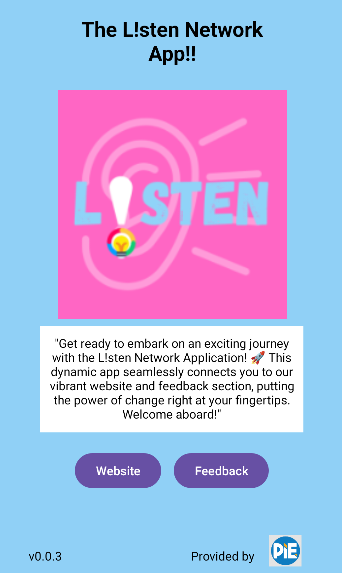 The L!sten Network
App!!
L!STEN
"Get ready to embark on an exciting journey
with the L!sten Network Application! 🚀 This
dynamic app seamlessly connects you to our
vibrant website and feedback section, putting
the power of change right at your fingertips.
Welcome aboard!"
Website Feedback
v0.0.3 Provided by PiE